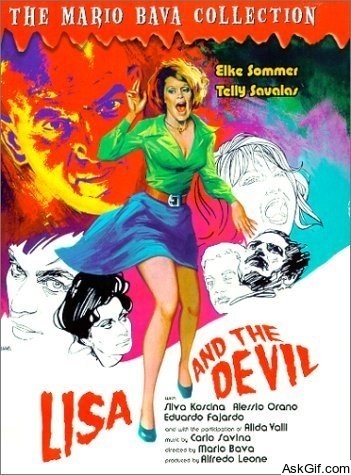 THE MARIO BAVA COLLECTION
Elke Sommer
Telly Savalas
LISA
AND THE
DEVIL
with
Silva Koscina Alessio Orano
Eduardo Fajardo
and with the participation of Alida Valli
music by Carlo Savina
directed by Mario Bava
produced by Alfredo Leone
AskGif.com